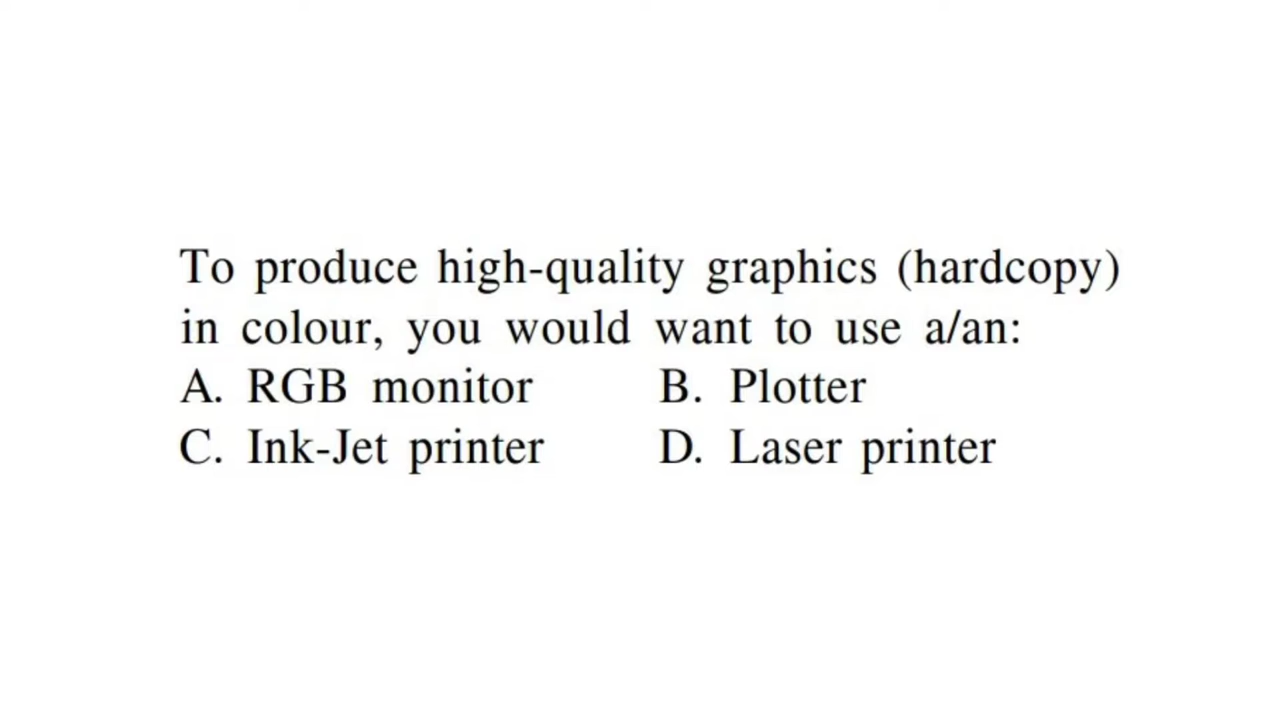 To produce high-quality graphics (hardcopy)
in colour, you would want to use a/an:
A. RGB monitor B. Plotter
C. Ink-Jet printer D. Laser printer